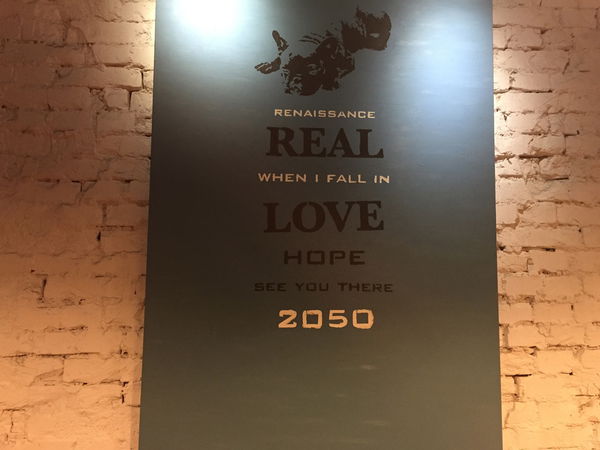 RENAISSANCE
REAL
WHEN I FALL IN
LOVE
HOPE
SEE YOU THERE
2050